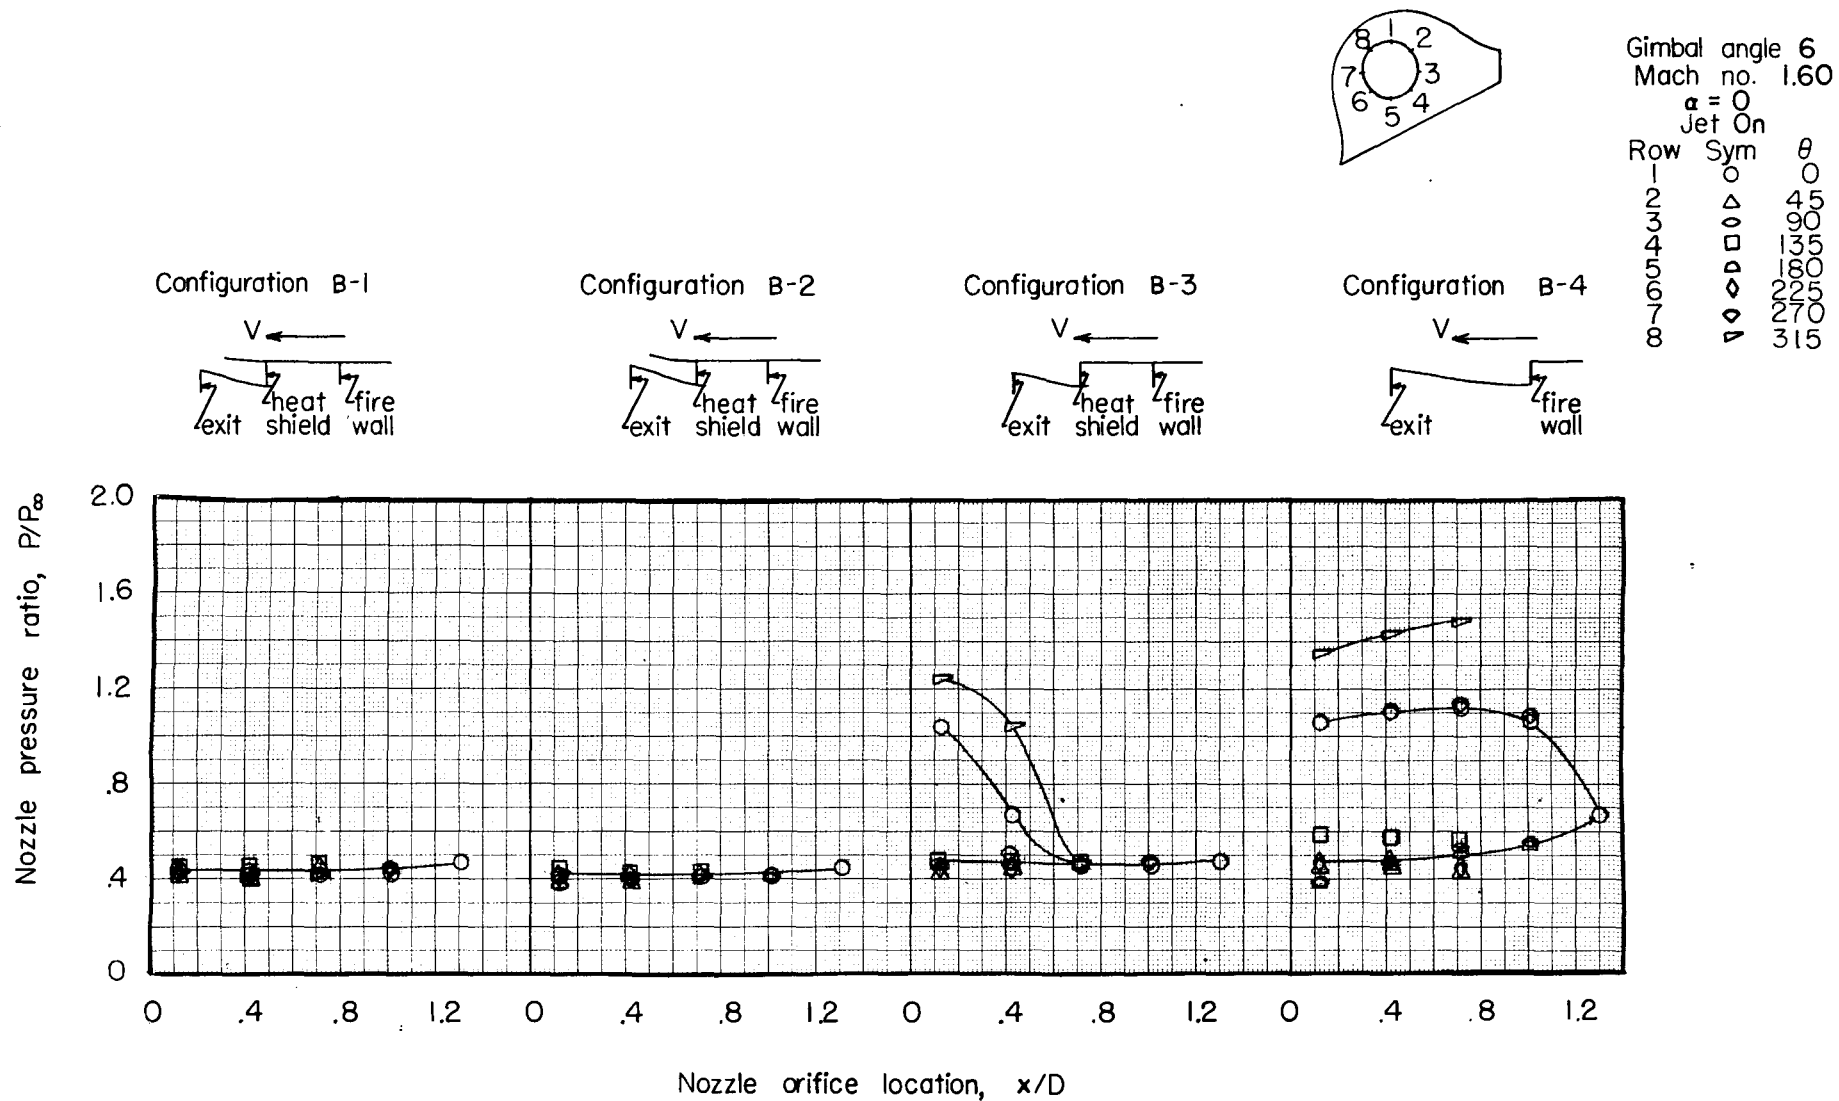 8 1 2
7 3
6 5 4
Gimbal angle 6
Mach no. 1.60
α = 0
Jet On
Row Sym θ
1 0
2 45
3 90
4 135
5 180
6 225
7 270
8 315
Configuration B-1
V
heat shield
fire wall
exit
Configuration B-2
V
heat shield
fire wall
exit
Configuration B-3
V
heat shield
fire wall
exit
Configuration B-4
V
fire wall
exit
Nozzle pressure ratio, P/P∞
2.0
1.6
1.2
.8
.4
0
0 .4 .8 1.2 0 .4 .8 1.2 0 .4 .8 1.2 0 .4 .8 1.2
Nozzle orifice location, x/D